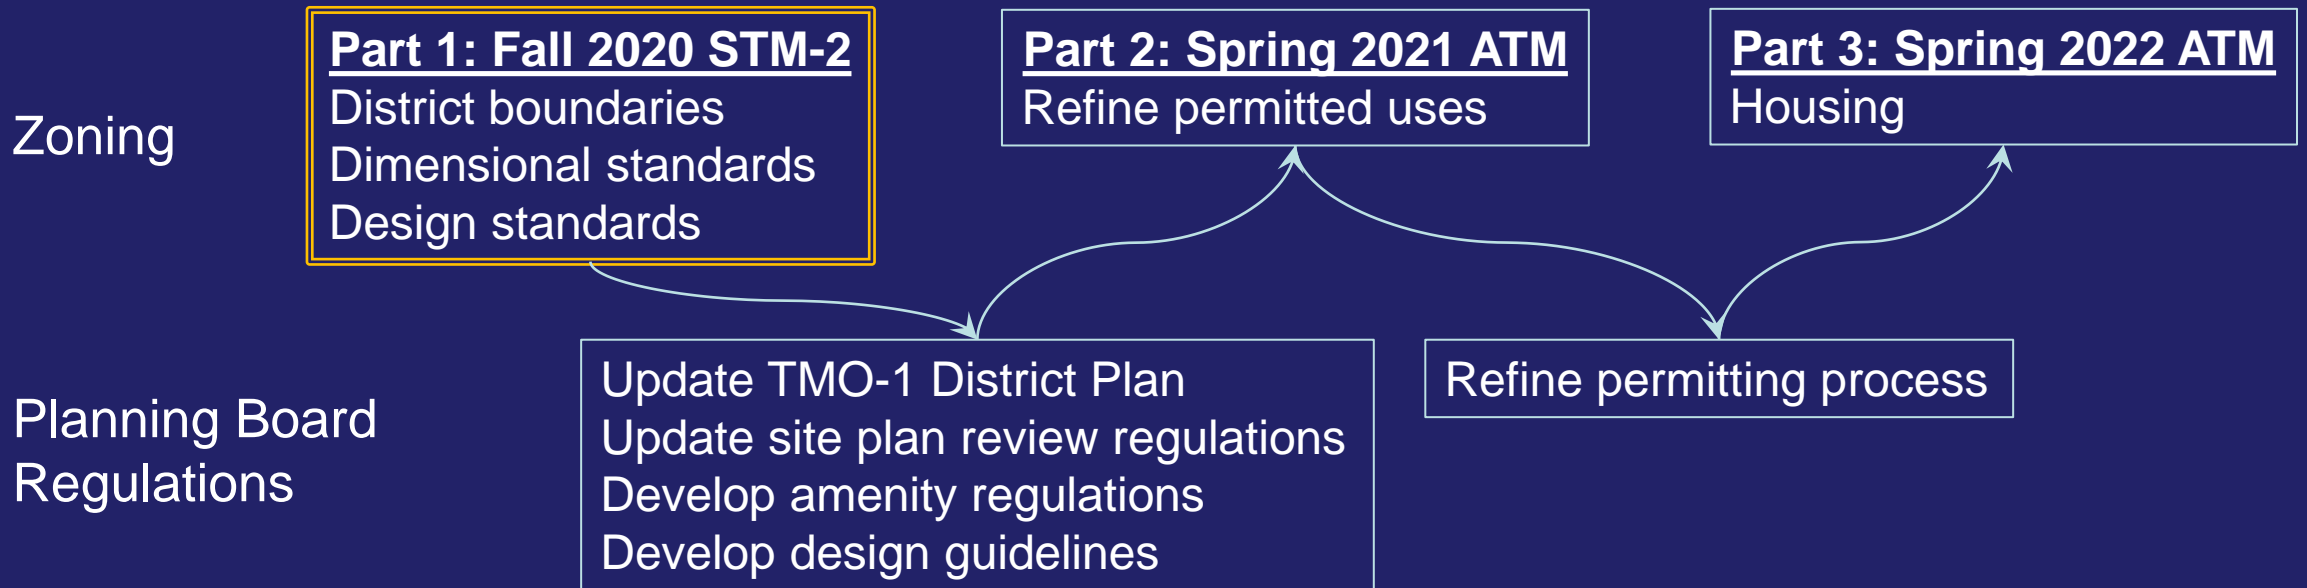 Zoning
Part 1: Fall 2020 STM-2
District boundaries
Dimensional standards
Design standards
Part 2: Spring 2021 ATM
Refine permitted uses
Part 3: Spring 2022 ATM
Housing
Planning Board
Regulations
Update TMO-1 District Plan
Update site plan review regulations
Develop amenity regulations
Develop design guidelines
Refine permitting process